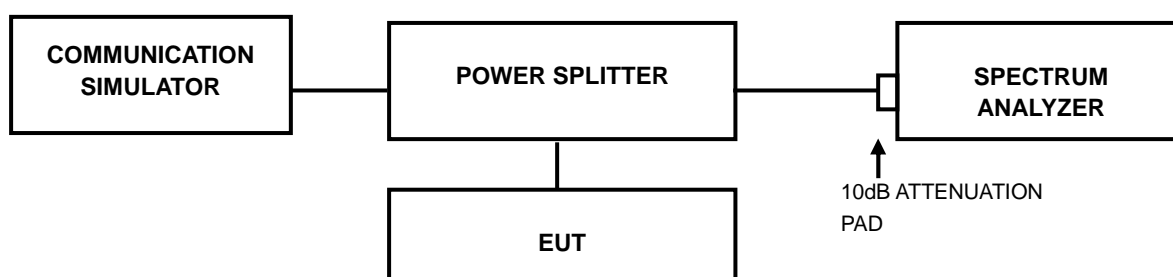 COMMUNICATION
SIMULATOR
POWER SPLITTER
SPECTRUM
ANALYZER
10dB ATTENUATION
PAD
EUT